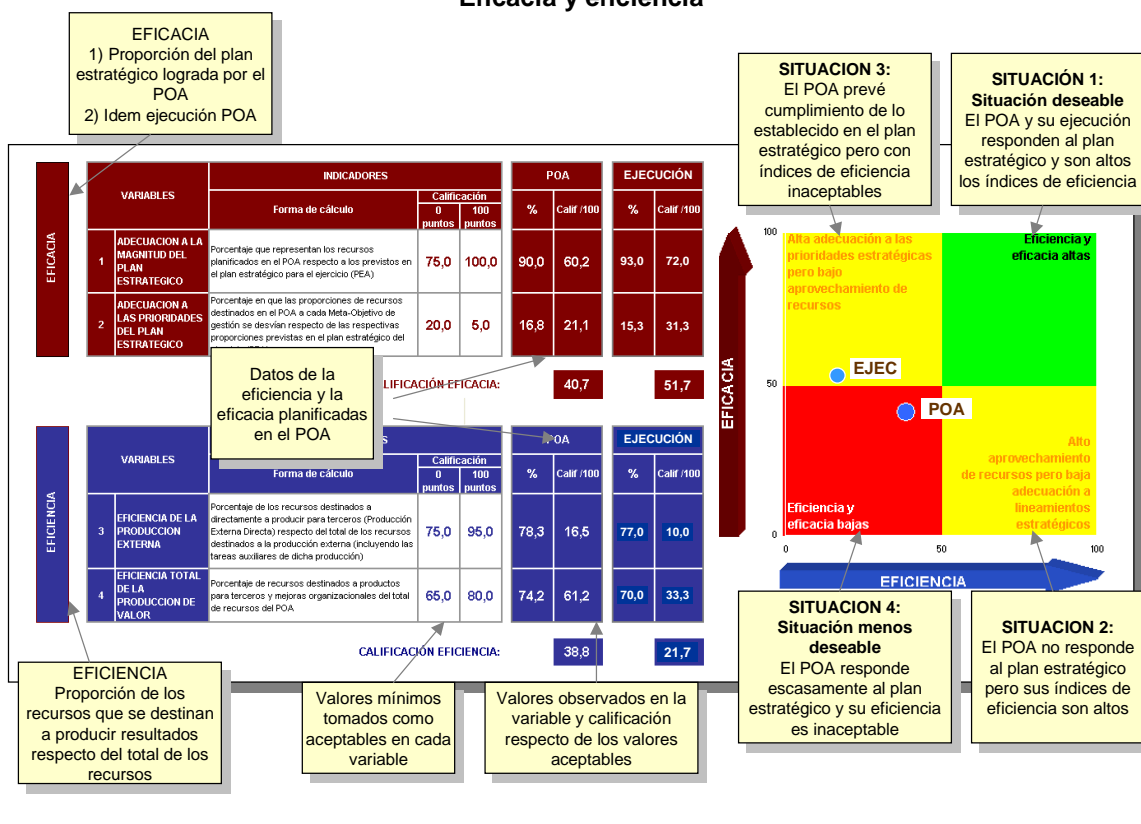 Eficacia y eficiencia
EFICACIA
1) Proporción del plan
estratégico lograda por el
POA
2) Idem ejecución POA
SITUACION 3:
El POA prevé
cumplimiento de lo
establecido en el plan
estratégico pero con
índices de eficiencia
inaceptables
SITUACIÓN 1:
Situación deseable
El POA y su ejecución
responden al plan
estratégico y son altos
los índices de eficiencia
EFICACIA
VARIABLES
INDICADORES
Forma de cálculo
Calificación
0 puntos
100 puntos
POA
%
Calif /100
EJECUCIÓN
%
Calif /100
1
ADECUACION A LA
MAGNITUD DEL
PLAN
ESTRATEGICO
Porcentaje que representan los recursos
planificados en el POA respecto a los previstos en
el plan estratégico para el ejercicio (PEA)
75,0 100,0 90,0 60,2 93,0 72,0
2
ADECUACION A
LAS PRIORIDADES
DEL PLAN
ESTRATEGICO
Porcentaje en que las proporciones de recursos
destinados en el POA a cada Meta-Objetivo de
gestión se desvían respecto de las respectivas
proporciones previstas en el plan estratégico del
20,0 5,0 16,8 21,1 15,3 31,3
EFICACIA:
40,7 51,7
Datos de la
eficiencia y la
eficacia planificadas
en el POA
EFICIENCIA
VARIABLES
Forma de cálculo
Calificación
0 puntos
100 puntos
POA
%
Calif /100
EJECUCIÓN
%
Calif /100
3
EFICIENCIA DE LA
PRODUCCION
EXTERNA
Porcentaje de los recursos destinados a
directamente a producir para terceros (Producción
Externa Directa) respecto del total de los recursos
destinados a la producción externa (incluyendo las
tareas auxiliares de dicha producción)
75,0 95,0 78,3 16,5 77,0 10,0
4
EFICIENCIA TOTAL
DE LA
PRODUCCION DE
VALOR
Porcentaje de recursos destinados a productos
para terceros y mejoras organizacionales del total
de recursos del POA
65,0 80,0 74,2 61,2 70,0 33,3
CALIFICACIÓN EFICIENCIA:
38,8 21,7
100
50
0
EFICACIA
Alta adecuación a las
prioridades estratégicas
pero bajo
aprovechamiento de
recursos
Eficiencia y
eficacia altas
EJEC
POA
Eficiencia y
eficacia bajas
Alto
aprovechamiento
de recursos pero baja
adecuación a
lineamientos
estratégicos
0 50 100
EFICIENCIA
EFICIENCIA
Proporción de los
recursos que se destinan
a producir resultados
respecto del total de los
recursos
Valores mínimos
tomados como
aceptables en cada
variable
Valores observados en la
variable y calificación
respecto de los valores
aceptables
SITUACION 4:
Situación menos
deseable
El POA responde
escasamente al plan
estratégico y su eficiencia
es inaceptable
SITUACION 2:
El POA no responde
al plan estratégico
pero sus índices de
eficiencia son altos